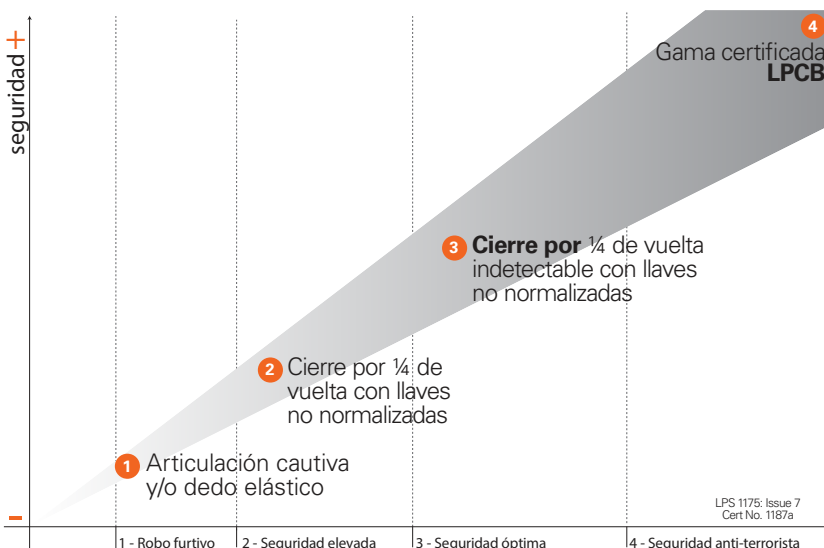 seguridad +
4
Gama certificada
LPCB
3 Cierre por ¼ de vuelta
indetectable con llaves
no normalizadas
2 Cierre por ¼ de
vuelta con llaves
no normalizadas
1 Articulación cautiva
y/o dedo elástico
-
LPS 1175: Issue 7
Cert No. 1187a
1 - Robo furtivo
2 - Seguridad elevada
3 - Seguridad óptima
4 - Seguridad anti-terrorista